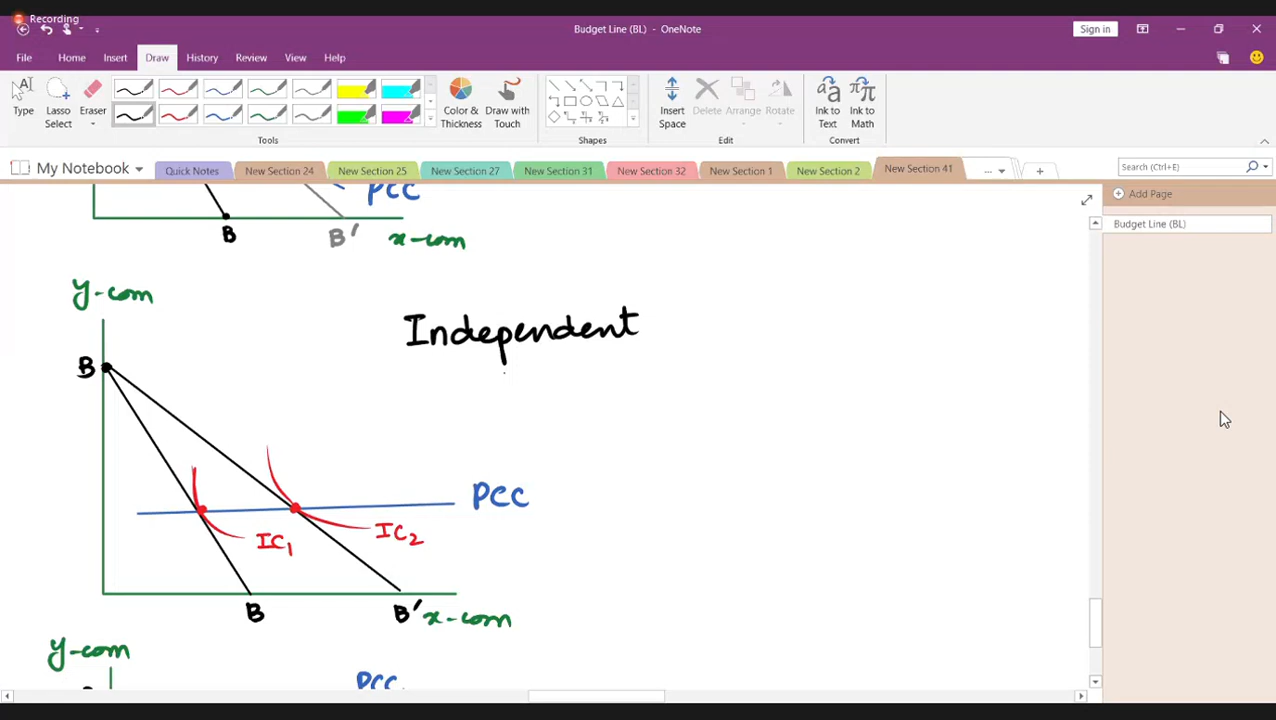 Recording
Budget Line (BL) - OneNote
Sign in
File Home Insert Draw History Review View Help
Type
Lasso Select
Eraser
Color & Thickness
Draw with Touch
Insert Space
Delete
Arrange
Rotate
Ink to Text
Ink to Math
Tools
Shapes
Edit
Convert
My Notebook
Quick Notes
New Section 24
New Section 25
New Section 27
New Section 31
New Section 32
New Section 1
New Section 2
New Section 41
...
Search (Ctrl+E)
Add Page
Budget Line (BL)
PCC
B
B'
x-com
y-com
Independent
B
PCC
IC2
IC1
B
B'
x-com
y-com
PCC